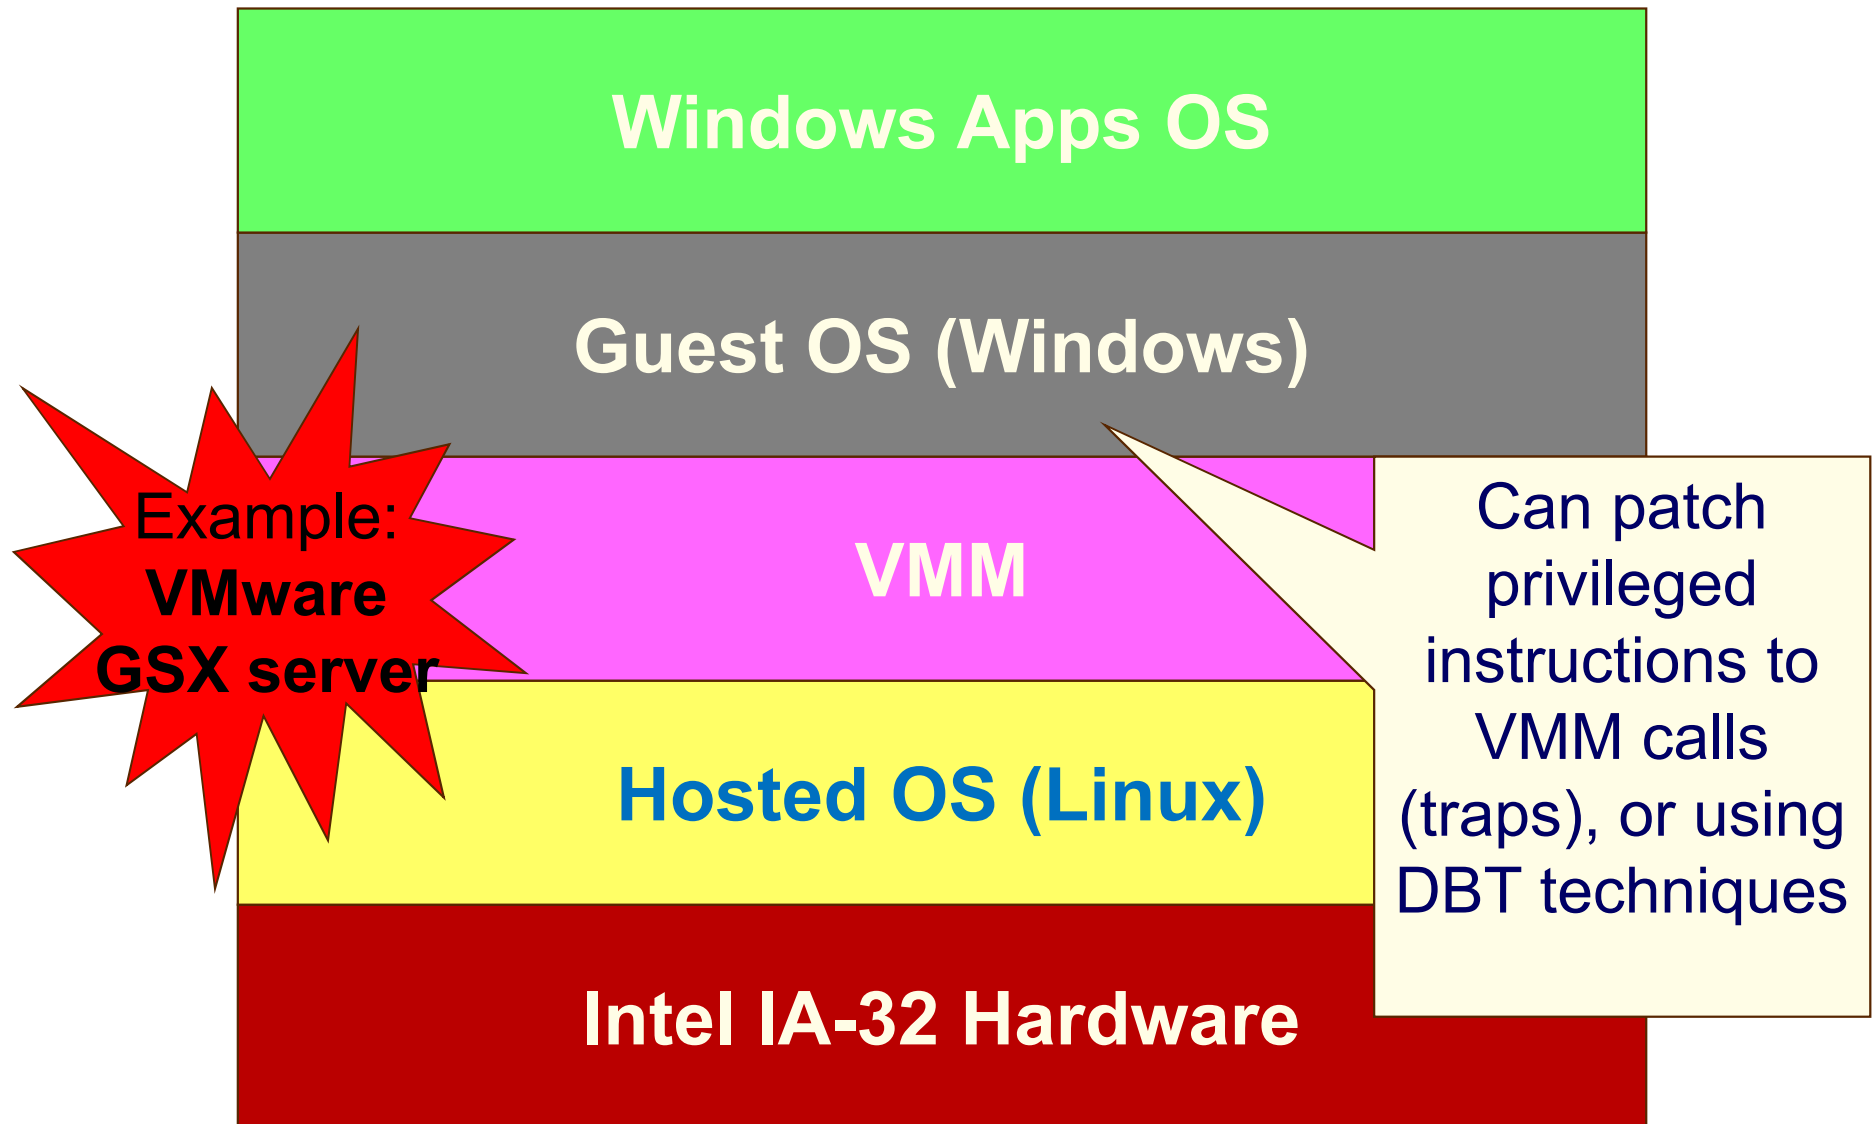 Windows Apps OS
Guest OS (Windows)
Example:
VMware
GSX server
VMM
Can patch
privileged
instructions to
VMM calls
(traps), or using
DBT techniques
Hosted OS (Linux)
Intel IA-32 Hardware